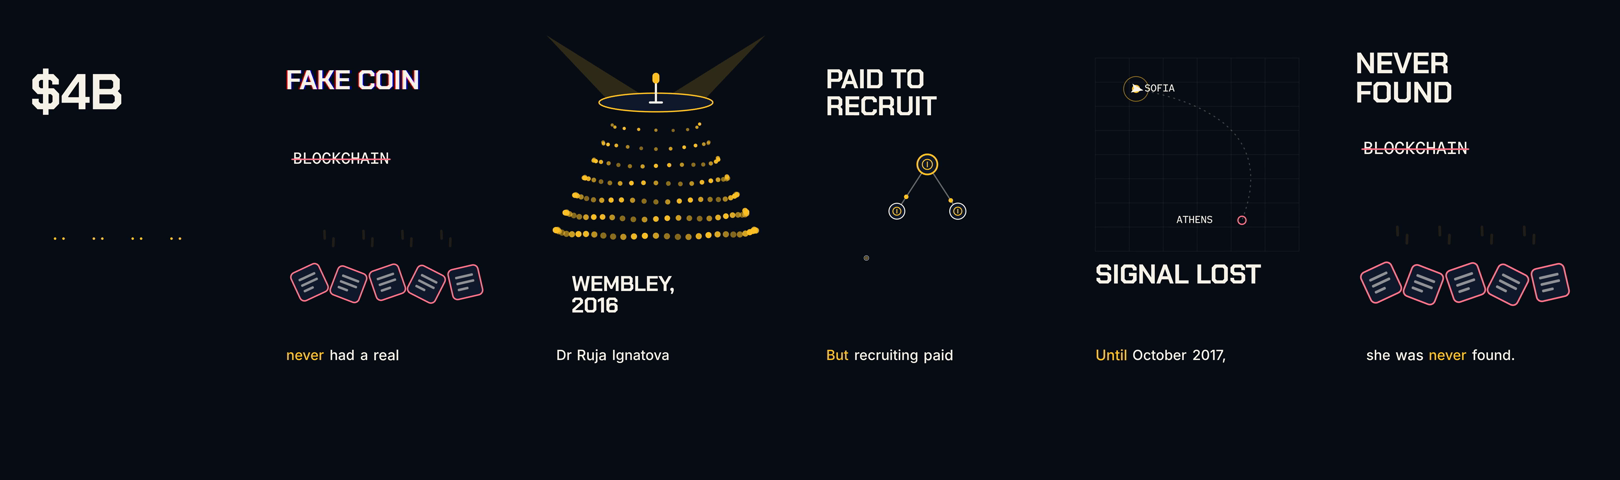 $4B
FAKE COIN
BLOCKCHAIN
never had a real
WEMBLEY,
2016
Dr Ruja Ignatova
PAID TO
RECRUIT
But recruiting paid
SOFIA
ATHENS
SIGNAL LOST
Until October 2017,
NEVER
FOUND
BLOCKCHAIN
she was never found.